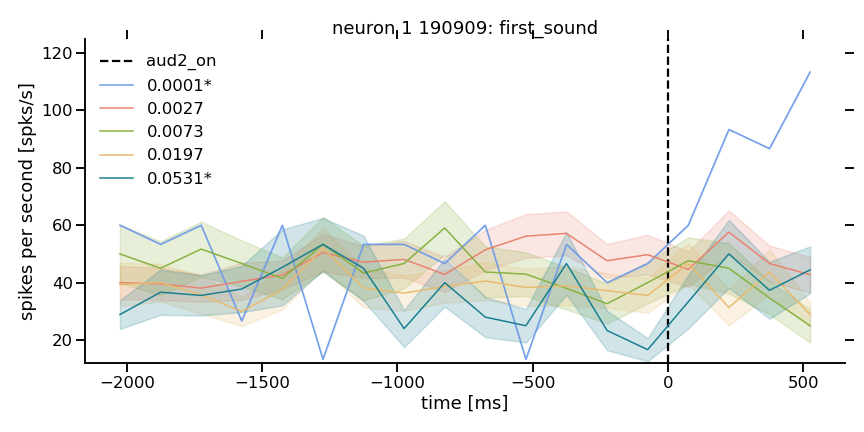 neuron 1 190909: first_sound
aud2_on
0.0001*
0.0027
0.0073
0.0197
0.0531*
spikes per second [spks/s]
120
100
80
60
40
20
−2000 −1500 −1000 −500 0 500
time [ms]